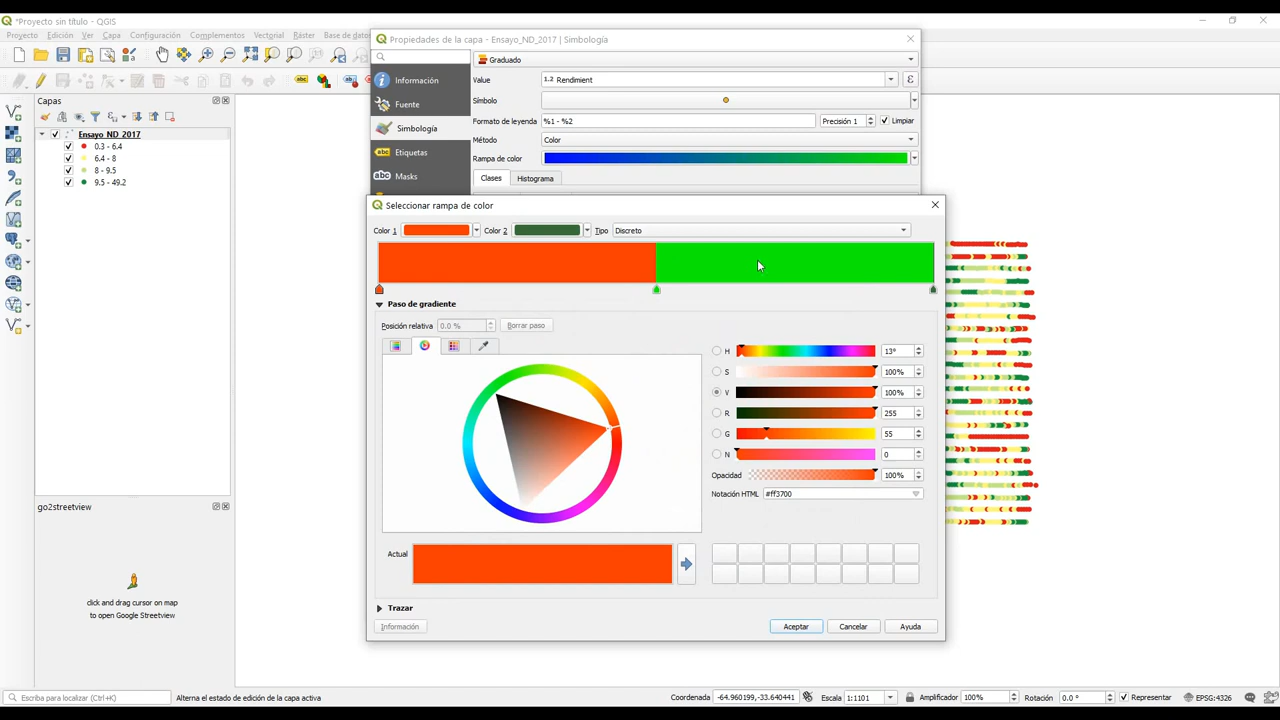 *Proyecto sin título - QGIS
Proyecto Edición Ver Capa Configuración Complementos Vectorial Ráster Base de dato
Capas
Ensayo_ND_2017
0.3 - 6.4
6.4 - 8
8 - 9.5
9.5 - 49.2
go2streetview
click and drag cursor on map
to open Google Streetview
Propiedades de la capa - Ensayo_ND_2017 | Simbología
Información
Fuente
Simbología
abc Etiquetas
abc Masks
Graduado
Value 1.2 Rendimient ε
Símbolo
Formato de leyenda %1 - %2 Precisión 1 Limpiar
Método Color
Rampa de color
Clases Histograma
Seleccionar rampa de color
Color 1 Color 2 Tipo Discreto
Paso de gradiente
Posición relativa 0.0 % Borrar paso
H 13°
S 100%
V 100%
R 255
G 55
N 0
Opacidad 100%
Notación HTML #ff3700
Actual
Trazar
Información Aceptar Cancelar Ayuda
Escriba para localizar (Ctrl+K) Alterna el estado de edición de la capa activa Coordenada -64.960199,-33.640441 Escala 1:1101 Amplificador 100% Rotación 0.0 ° Representar EPSG:4326